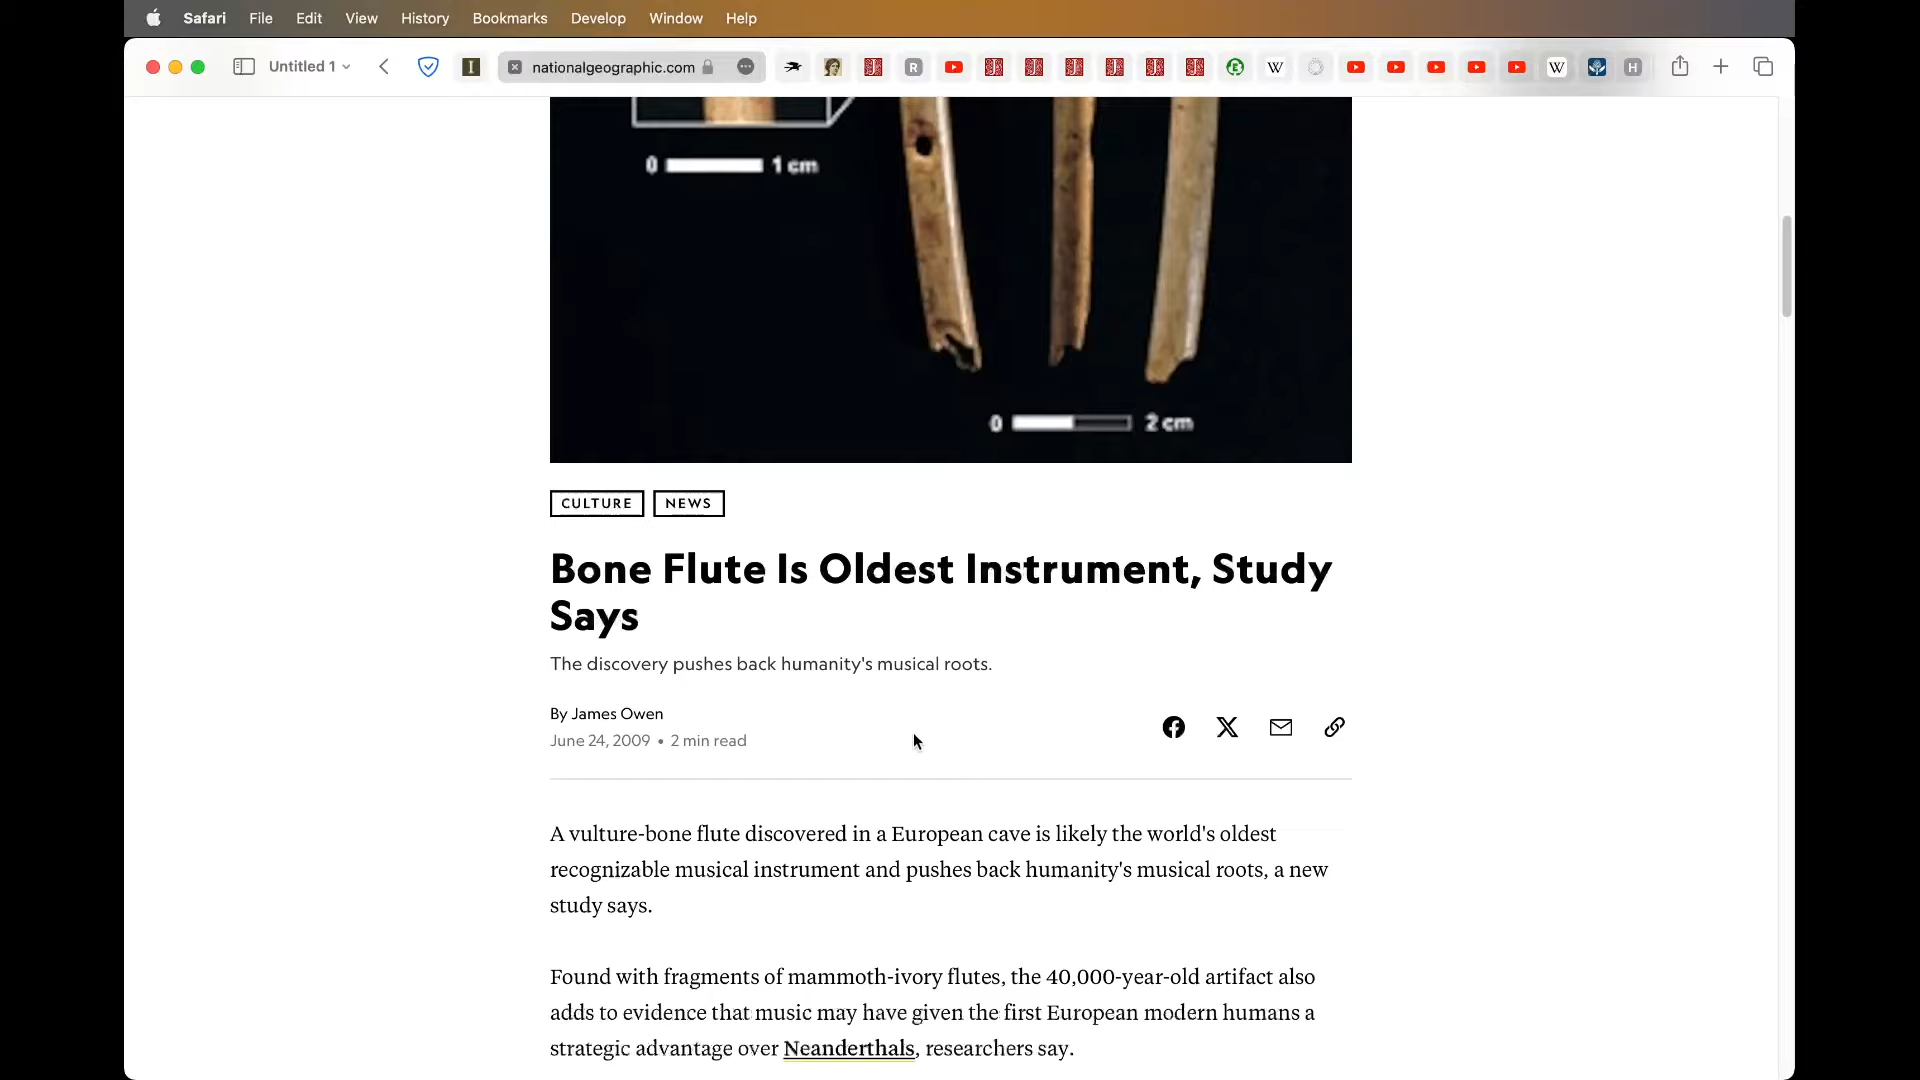 Safari File Edit View History Bookmarks Develop Window Help
Untitled 1 nationalgeographic.com
0 1 cm
0 2 cm
CULTURE NEWS
Bone Flute Is Oldest Instrument, Study
Says
The discovery pushes back humanity's musical roots.
By James Owen
June 24, 2009 • 2 min read
A vulture-bone flute discovered in a European cave is likely the world's oldest
recognizable musical instrument and pushes back humanity's musical roots, a new
study says.
Found with fragments of mammoth-ivory flutes, the 40,000-year-old artifact also
adds to evidence that music may have given the first European modern humans a
strategic advantage over Neanderthals, researchers say.